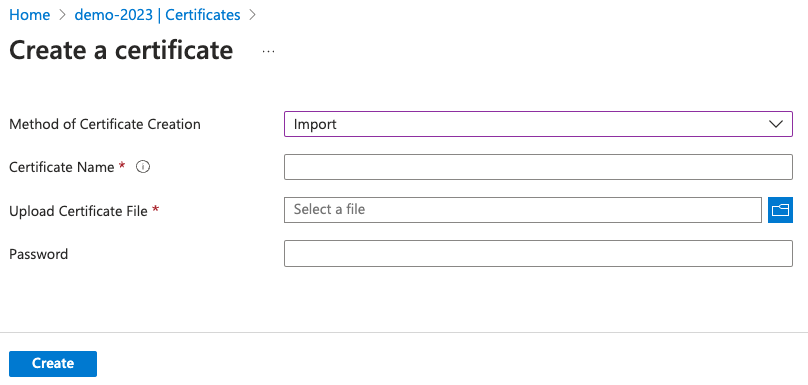 Home > demo-2023 | Certificates >
Create a certificate ...
Method of Certificate Creation Import
Certificate Name *
Upload Certificate File * Select a file
Password
Create